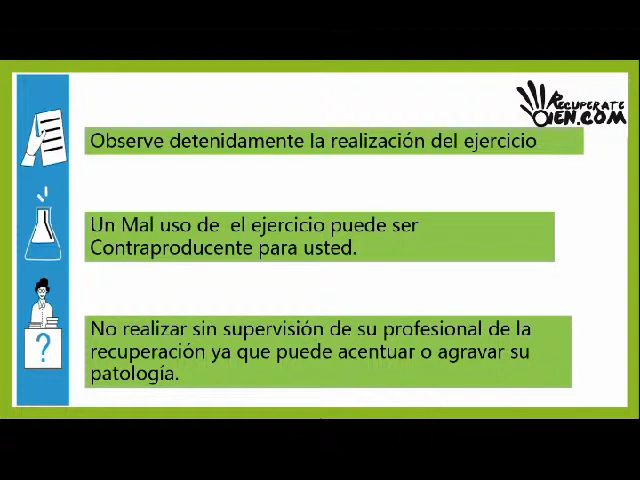 RECUPERATE
BIEN.COM
Observe detenidamente la realización del ejercicio
Un Mal uso de el ejercicio puede ser
Contraproducente para usted.
No realizar sin supervisión de su profesional de la
recuperación ya que puede acentuar o agravar su
patología.
?